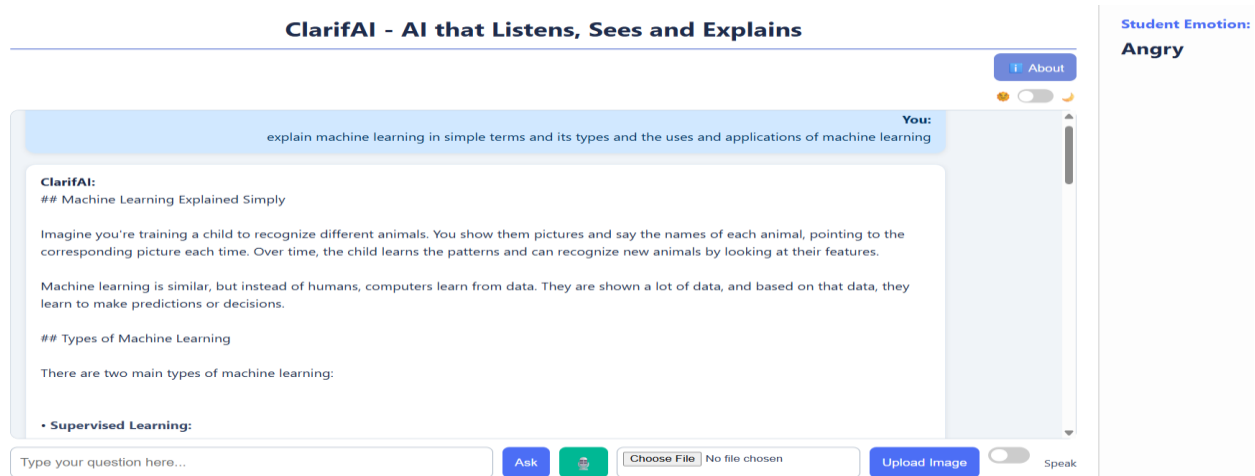 ClarifAI - AI that Listens, Sees and Explains
Student Emotion:
Angry
About
You:
explain machine learning in simple terms and its types and the uses and applications of machine learning
ClarifAI:
## Machine Learning Explained Simply
Imagine you're training a child to recognize different animals. You show them pictures and say the names of each animal, pointing to the
corresponding picture each time. Over time, the child learns the patterns and can recognize new animals by looking at their features.
Machine learning is similar, but instead of humans, computers learn from data. They are shown a lot of data, and based on that data, they
learn to make predictions or decisions.
## Types of Machine Learning
There are two main types of machine learning:
• Supervised Learning:
Type your question here...
Ask
Choose File No file chosen
Upload Image
Speak